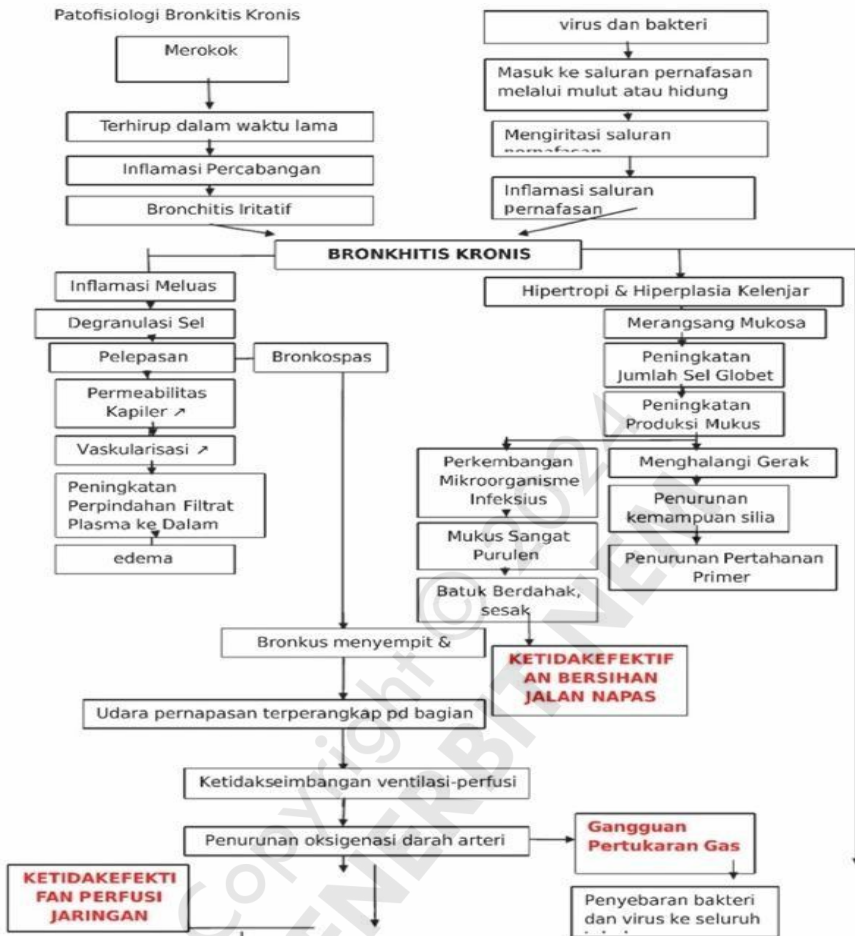 Patofisiologi Bronkitis Kronis
Merokok
Terhirup dalam waktu lama
Inflamasi Percabangan
Bronchitis Iritatif
virus dan bakteri
Masuk ke saluran pernafasan
melalui mulut atau hidung
Mengiritasi saluran
Inflamasi saluran
pernafasan
BRONKHITIS KRONIS
Inflamasi Meluas
Degranulasi Sel
Pelepasan
Bronkospas
Permeabilitas
Kapiler ↗
Vaskularisasi ↗
Peningkatan
Perpindahan Filtrat
Plasma ke Dalam
edema
Hipertropi & Hiperplasia Kelenjar
Merangsang Mukosa
Peningkatan
Jumlah Sel Globet
Peningkatan
Produksi Mukus
Perkembangan
Mikroorganisme
Infeksius
Mukus Sangat
Purulen
Batuk Berdahak,
sesak
Menghalangi Gerak
Penurunan
kemampuan silia
Penurunan Pertahanan
Primer
KETIDAKEFEKTIF
AN BERSIHAN
JALAN NAPAS
Bronkus menyempit &
Udara pernapasan terperangkap pd bagian
Ketidakseimbangan ventilasi-perfusi
Penurunan oksigenasi darah arteri
Gangguan
Pertukaran Gas
KETIDAKEFEKTI
FAN PERFUSI
JARINGAN
Penyebaran bakteri
dan virus ke seluruh
Copyright © 2024
PENERBIT NEM